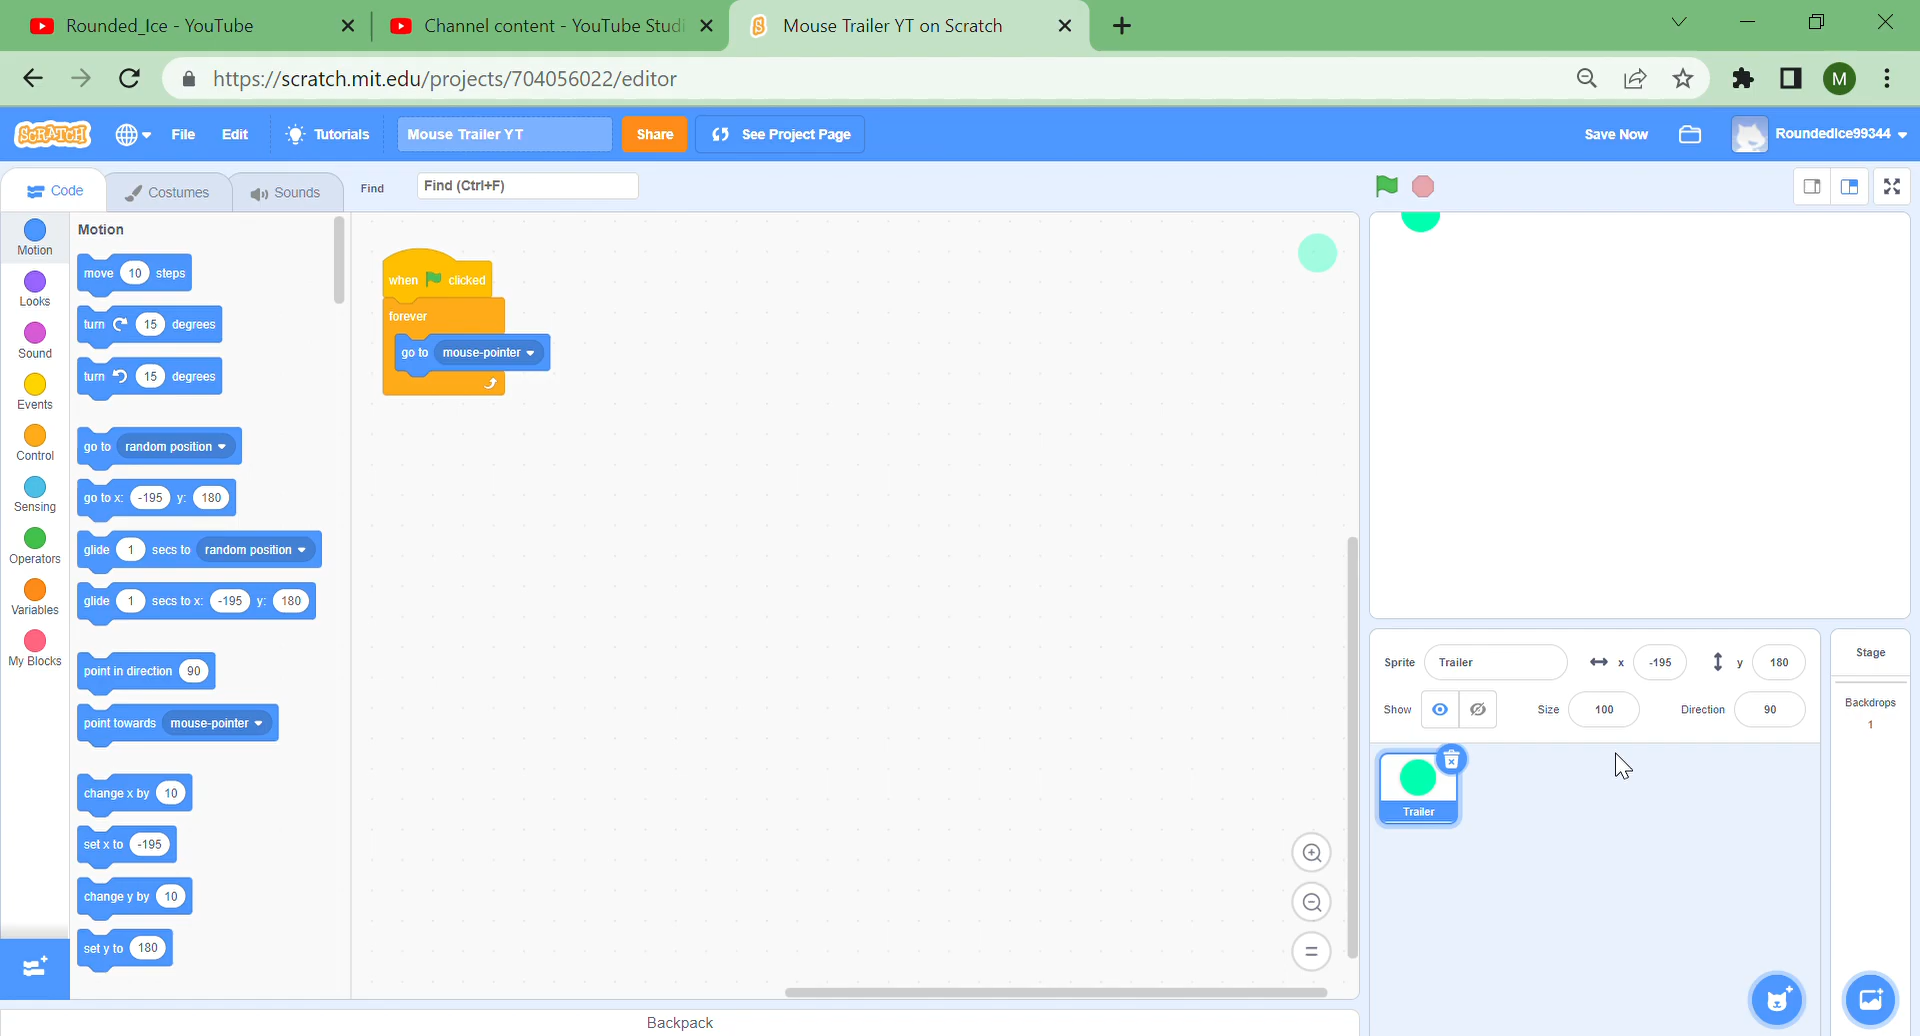 Rounded_Ice - YouTube
Channel content - YouTube Studi
Mouse Trailer YT on Scratch
https://scratch.mit.edu/projects/704056022/editor
M
SCRATCH
File
Edit
Tutorials
Mouse Trailer YT
Share
See Project Page
Save Now
RoundedIce99344
Code
Costumes
Sounds
Find
Find (Ctrl+F)
Motion
Looks
Sound
Events
Control
Sensing
Operators
Variables
My Blocks
Motion
move 10 steps
turn 15 degrees
turn 15 degrees
go to random position
go to x: -195 y: 180
glide 1 secs to random position
glide 1 secs to x: -195 y: 180
point in direction 90
point towards mouse-pointer
change x by 10
set x to -195
change y by 10
set y to 180
when clicked
forever
go to mouse-pointer
Sprite Trailer x -195 y 180
Show Size 100 Direction 90
Trailer
Stage
Backdrops
1
Backpack